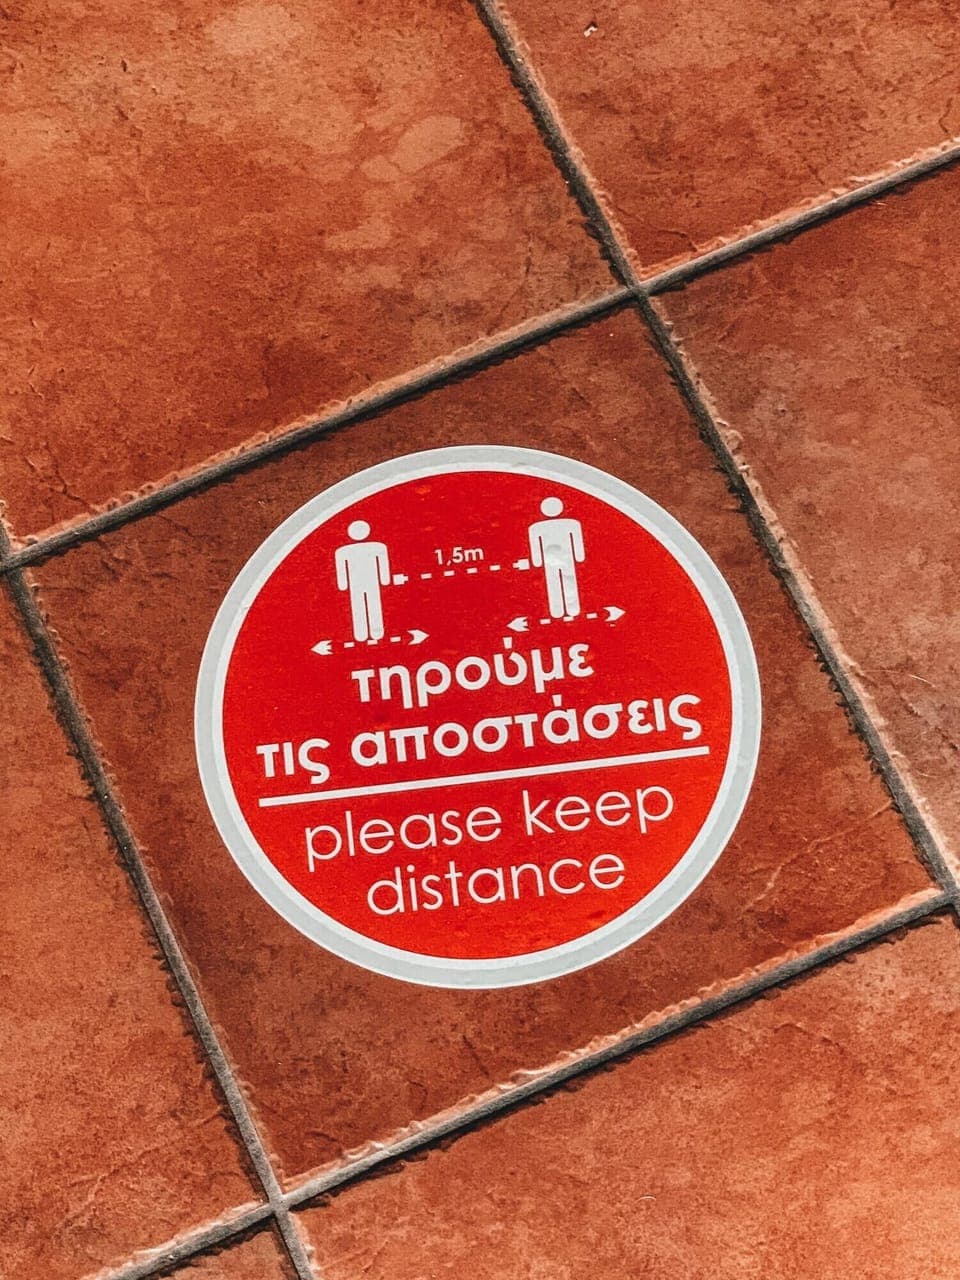 1,5m
τηρούμε
τις αποστάσεις
please keep
distance